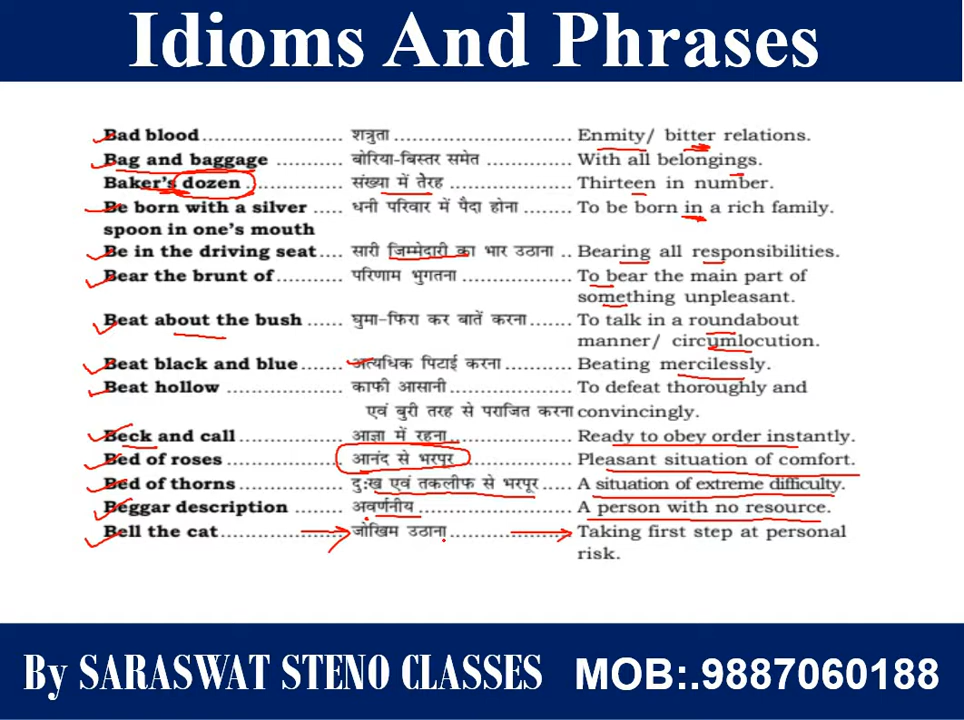 Idioms And Phrases
Bad blood ........................ शत्रुता ................................ Enmity/ bitter relations.
Bag and baggage ........... बोरिया-बिस्तर समेत .............. With all belongings.
Baker's dozen ................. संख्या में तेरह ..................... Thirteen in number.
Be born with a silver ..... धनी परिवार में पैदा होना ........ To be born in a rich family.
spoon in one's mouth
Be in the driving seat.... सारी जिम्मेदारी का भार उठाना .. Bearing all responsibilities.
Bear the brunt of ........... परिणाम भुगतना .................. To bear the main part of
something unpleasant.
Beat about the bush ...... घुमा-फिरा कर बातें करना ....... To talk in a roundabout
manner/ circumlocution.
Beat black and blue ....... अत्यधिक पिटाई करना ........... Beating mercilessly.
Beat hollow .................... काफी आसानी .................... To defeat thoroughly and
एवं बुरी तरह से पराजित करना convincingly.
Beck and call .................. आज्ञा में रहना ..................... Ready to obey order instantly.
Bed of roses .................... आनंद से भरपूर ................... Pleasant situation of comfort.
Bed of thorns .................. दु:ख एवं तकलीफ से भरपूर ..... A situation of extreme difficulty.
Beggar description ......... अवर्णनीय .......................... A person with no resource.
Bell the cat ..................... जोखिम उठाना .................... Taking first step at personal
risk.
By SARASWAT STENO CLASSES MOB:.9887060188